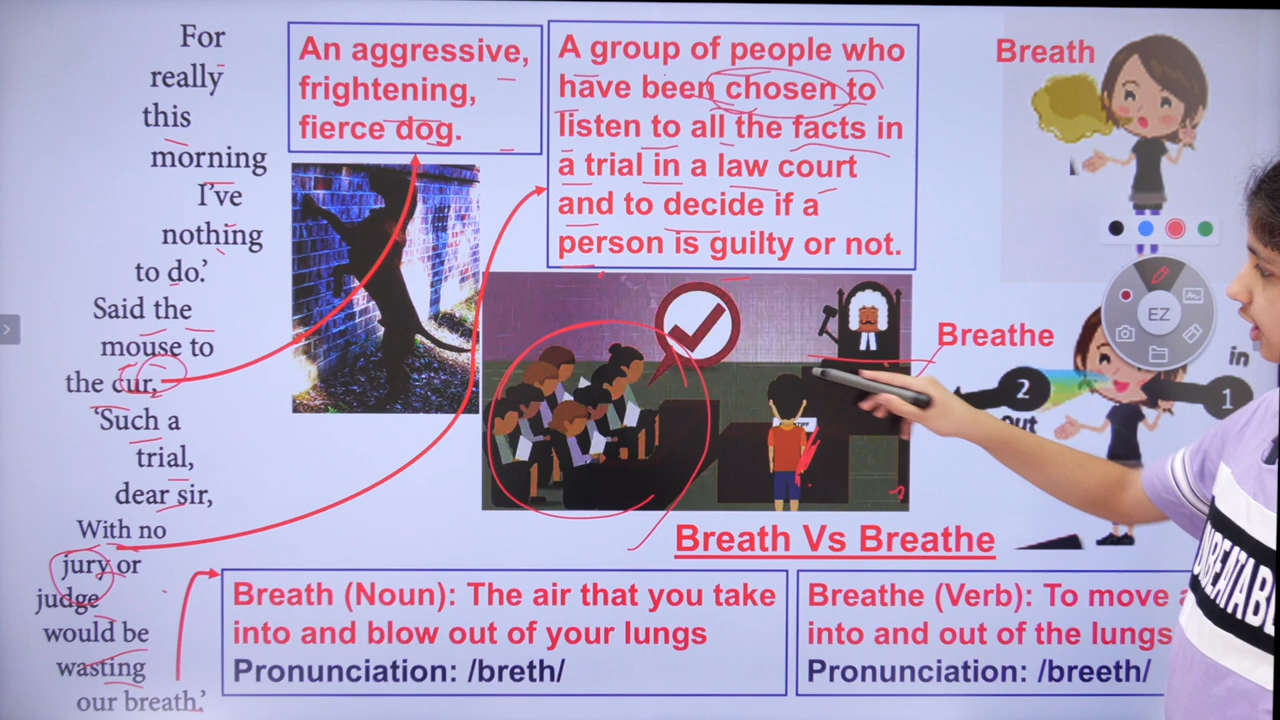 For
really
this
morning
I've
nothing
to do.'
Said the
mouse to
the cur,
'Such a
trial,
dear sir,
With no
jury or
judge
would be
wasting
our breath.'
An aggressive,
frightening,
fierce dog.
A group of people who
have been chosen to
listen to all the facts in
a trial in a law court
and to decide if a
person is guilty or not.
Breath
EZ
Breathe
in
2
1
out
Breath Vs Breathe
Breath (Noun): The air that you take
into and blow out of your lungs
Pronunciation: /breth/
Breathe (Verb): To move
into and out of the lungs
Pronunciation: /breeth/
UNBEATABL